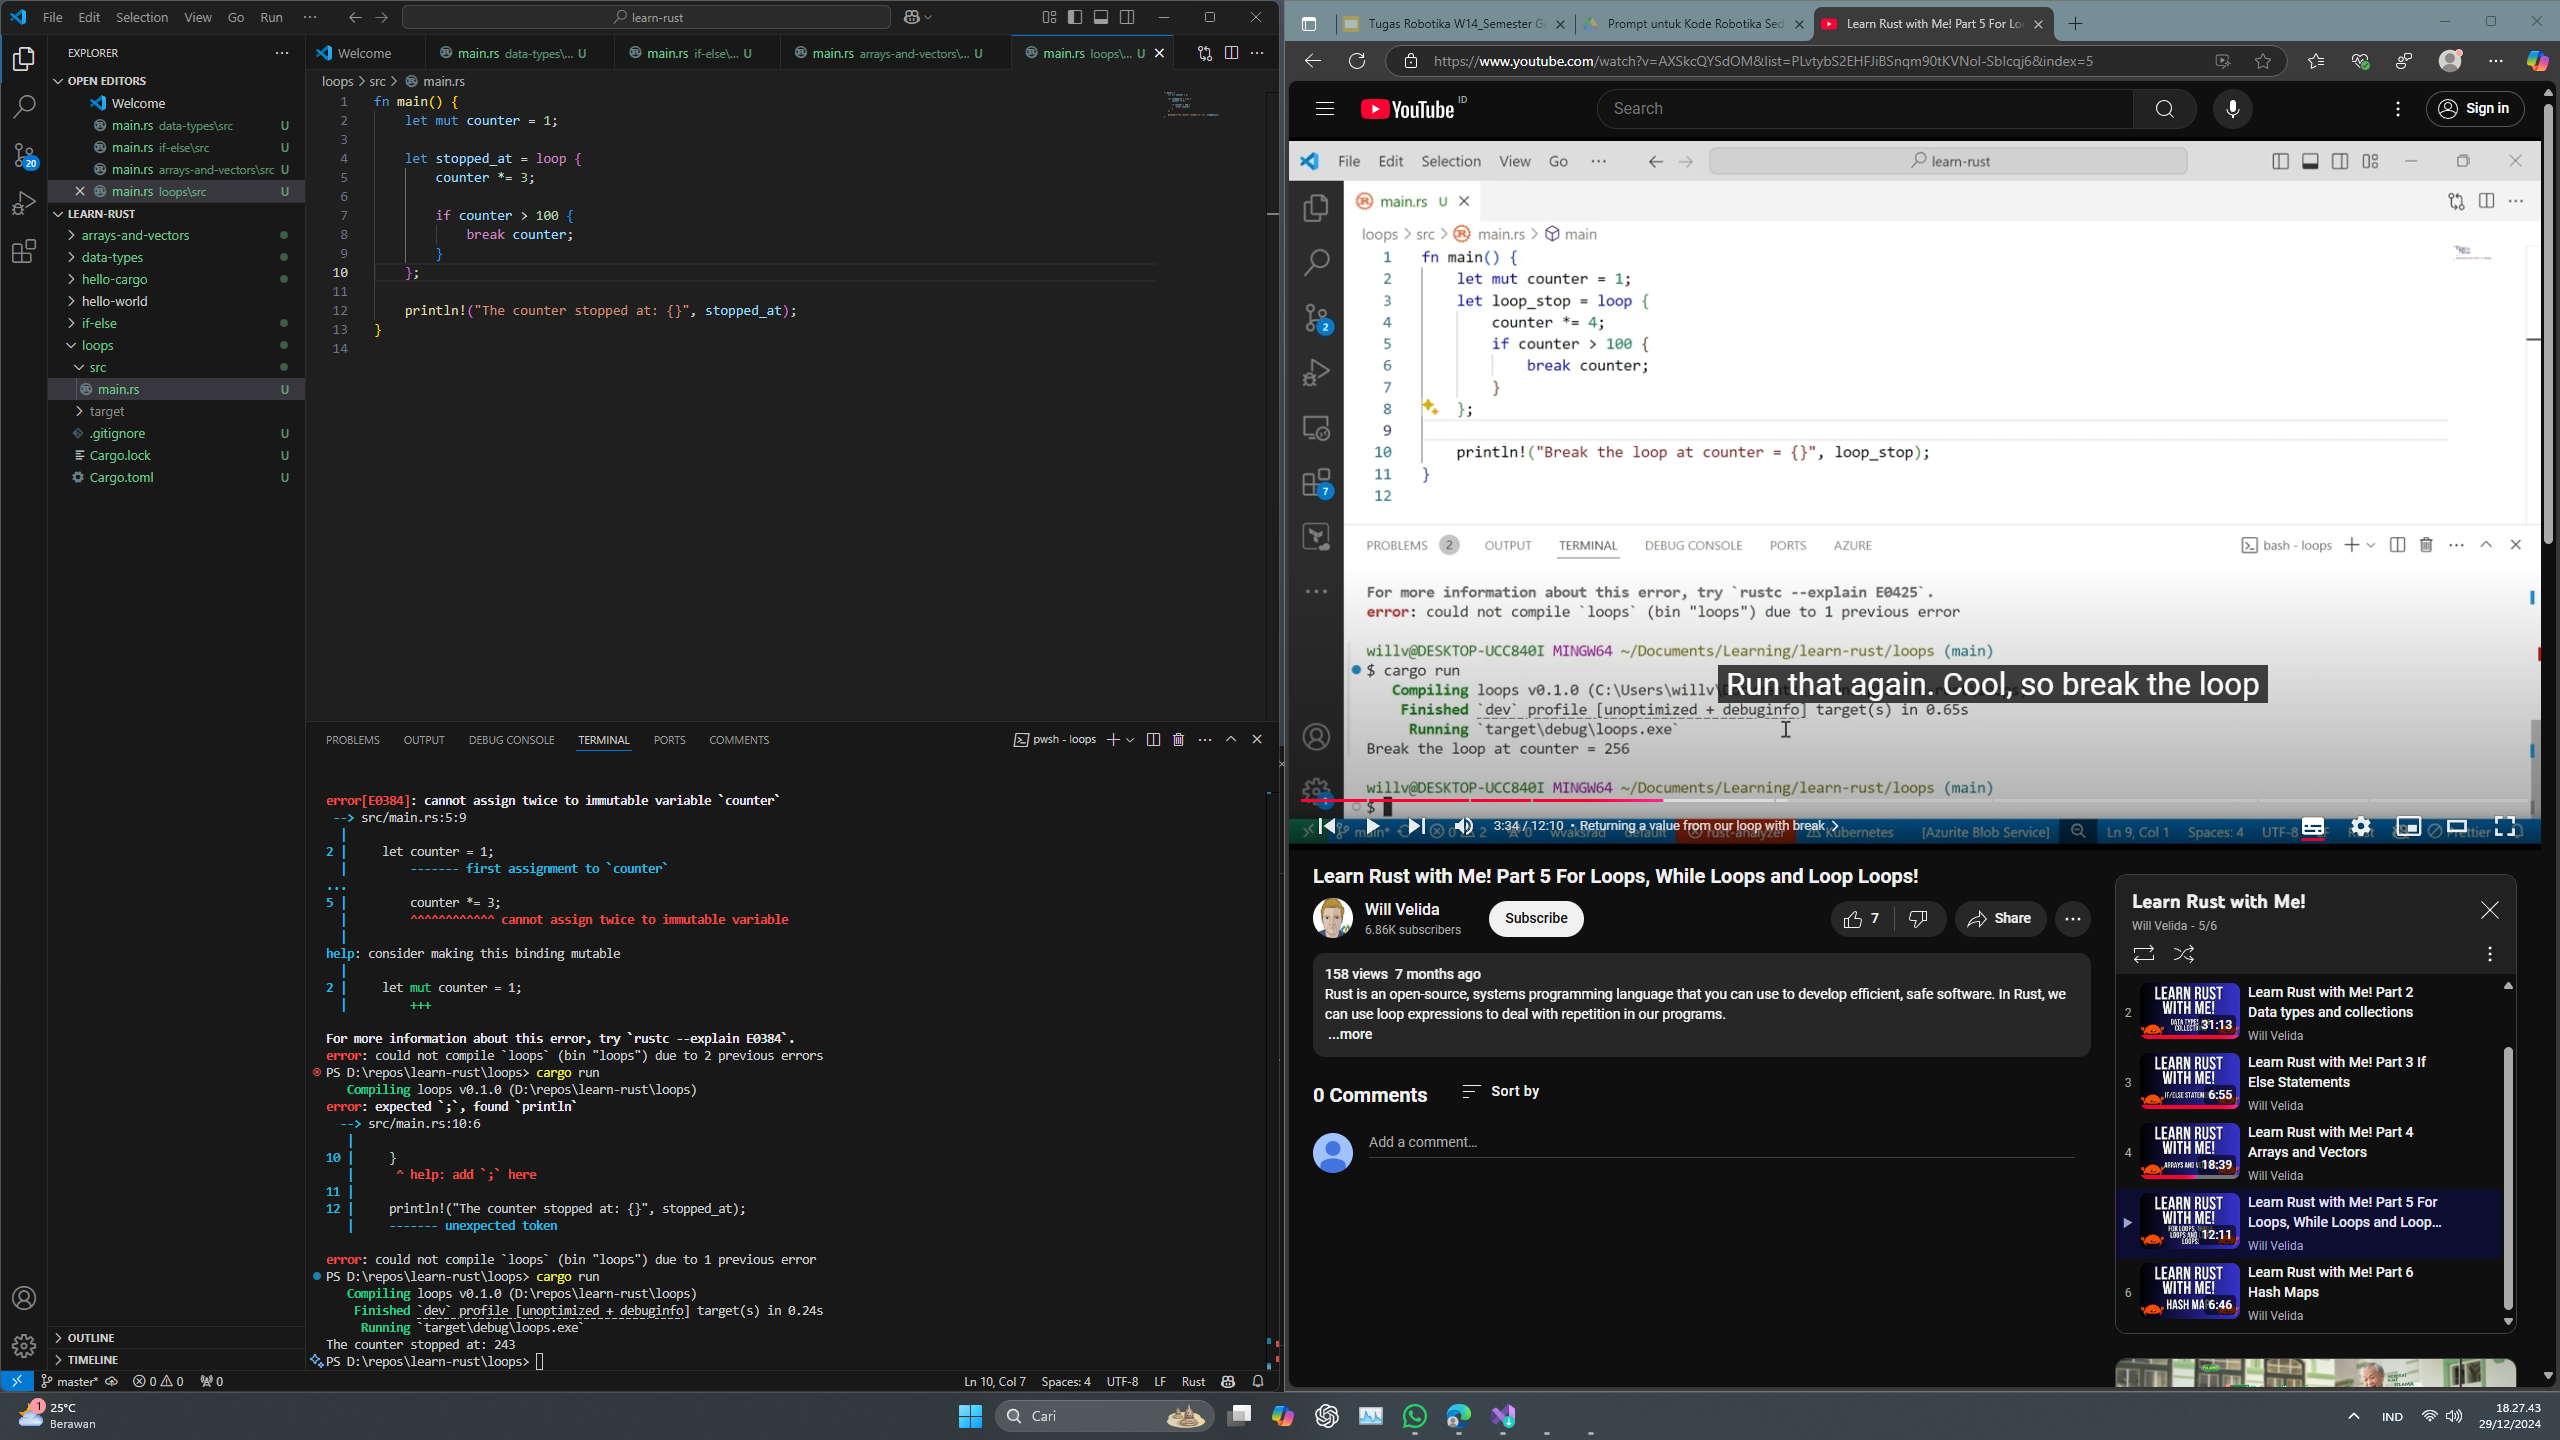 File Edit Selection View Go Run ··· learn-rust
EXPLORER
OPEN EDITORS
Welcome
main.rs data-types\src U
main.rs if-else\src U
main.rs arrays-and-vectors\src U
main.rs loops\src U
20
LEARN-RUST
arrays-and-vectors
data-types
hello-cargo
hello-world
if-else
loops
src
main.rs U
target
.gitignore U
Cargo.lock U
Cargo.toml U
OUTLINE
TIMELINE
Welcome main.rs data-types\... U main.rs if-else\... U main.rs arrays-and-vectors\... U main.rs loops\... U
loops > src > main.rs
1 fn main() {
2 let mut counter = 1;
3
4 let stopped_at = loop {
5 counter *= 3;
6
7 if counter > 100 {
8 break counter;
9 }
10 };
11
12 println!("The counter stopped at: {}", stopped_at);
13 }
14
PROBLEMS OUTPUT DEBUG CONSOLE TERMINAL PORTS COMMENTS pwsh - loops
error[E0384]: cannot assign twice to immutable variable `counter`
--> src/main.rs:5:9
|
2 | let counter = 1;
| ------- first assignment to `counter`
...
5 | counter *= 3;
| ^^^^^^^^^^^^ cannot assign twice to immutable variable
|
help: consider making this binding mutable
|
2 | let mut counter = 1;
| +++
For more information about this error, try `rustc --explain E0384`.
error: could not compile `loops` (bin "loops") due to 2 previous errors
PS D:\repos\learn-rust\loops> cargo run
Compiling loops v0.1.0 (D:\repos\learn-rust\loops)
error: expected `;`, found `println`
--> src/main.rs:10:6
|
10 | }
| ^ help: add `;` here
11 |
12 | println!("The counter stopped at: {}", stopped_at);
| ------- unexpected token
error: could not compile `loops` (bin "loops") due to 1 previous error
PS D:\repos\learn-rust\loops> cargo run
Compiling loops v0.1.0 (D:\repos\learn-rust\loops)
Finished `dev` profile [unoptimized + debuginfo] target(s) in 0.24s
Running `target\debug\loops.exe`
The counter stopped at: 243
PS D:\repos\learn-rust\loops>
master* 0 0 0 Ln 10, Col 7 Spaces: 4 UTF-8 LF Rust
Tugas Robotika W14_Semester G Prompt untuk Kode Robotika Sed Learn Rust with Me! Part 5 For Lo
https://www.youtube.com/watch?v=AXSkcQYSdOM&list=PLvtybS2EHFJiBSnqm90tKVNoI-SbIcqj6&index=5
YouTube ID Search Sign in
File Edit Selection View Go ··· learn-rust
main.rs U
loops > src > main.rs > main
1 fn main() {
2 let mut counter = 1;
3 let loop_stop = loop {
4 counter *= 4;
5 if counter > 100 {
6 break counter;
7 }
8 };
9
10 println!("Break the loop at counter = {}", loop_stop);
11 }
12
2
7
PROBLEMS 2 OUTPUT TERMINAL DEBUG CONSOLE PORTS AZURE bash - loops
For more information about this error, try `rustc --explain E0425`.
error: could not compile `loops` (bin "loops") due to 1 previous error
willv@DESKTOP-UCC840I MINGW64 ~/Documents/Learning/learn-rust/loops (main)
$ cargo run
Compiling loops v0.1.0 (C:\Users\willv\
Run that again. Cool, so break the loop
Finished `dev` profile [unoptimized + debuginfo] target(s) in 0.65s
Running `target\debug\loops.exe`
Break the loop at counter = 256
willv@DESKTOP-UCC840I MINGW64 ~/Documents/Learning/learn-rust/loops (main)
$
3:34 / 12:10 • Returning a value from our loop with break
main* Kubernetes [Azurite Blob Service] Ln 9, Col 1 Spaces: 4 UTF-8
Learn Rust with Me! Part 5 For Loops, While Loops and Loop Loops!
Will Velida
6.86K subscribers
Subscribe
7 Share
158 views 7 months ago
Rust is an open-source, systems programming language that you can use to develop efficient, safe software. In Rust, we
can use loop expressions to deal with repetition in our programs.
...more
0 Comments Sort by
Add a comment...
Learn Rust with Me!
Will Velida - 5/6
2 LEARN RUST WITH ME! 31:13
Learn Rust with Me! Part 2
Data types and collections
Will Velida
3 LEARN RUST WITH ME! 6:55
Learn Rust with Me! Part 3 If
Else Statements
Will Velida
4 LEARN RUST WITH ME! 18:39
Learn Rust with Me! Part 4
Arrays and Vectors
Will Velida
LEARN RUST WITH ME! 12:11
Learn Rust with Me! Part 5 For
Loops, While Loops and Loop...
Will Velida
6 LEARN RUST WITH ME! HASH MA 6:46
Learn Rust with Me! Part 6
Hash Maps
Will Velida
1
25°C
Berawan
Cari
IND
18.27.43
29/12/2024